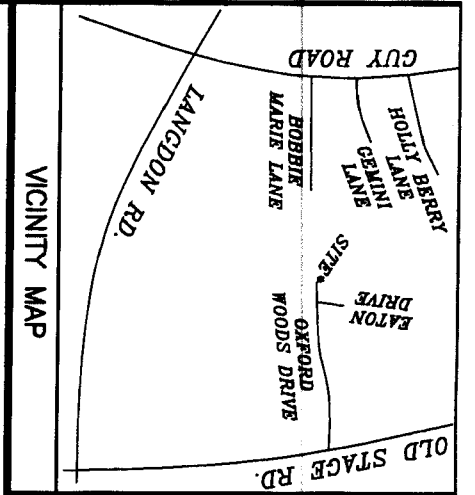 GUY ROAD
HOLLY BERRY
LANE
GEMINI
LANE
BOBBIE
MARIE LANE
LANGDON RD.
SITE
EATON
DRIVE
OXFORD
WOODS DRIVE
OLD STAGE RD.
VICINITY MAP